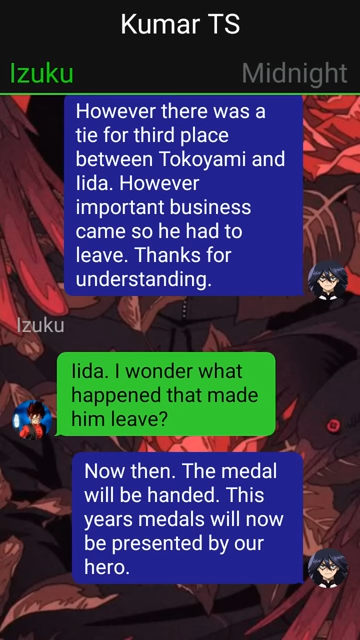 Kumar TS
Izuku Midnight
However there was a
tie for third place
between Tokoyami and
Iida. However
important business
came so he had to
leave. Thanks for
understanding.
Izuku
Iida. I wonder what
happened that made
him leave?
Now then. The medal
will be handed. This
years medals will now
be presented by our
hero.